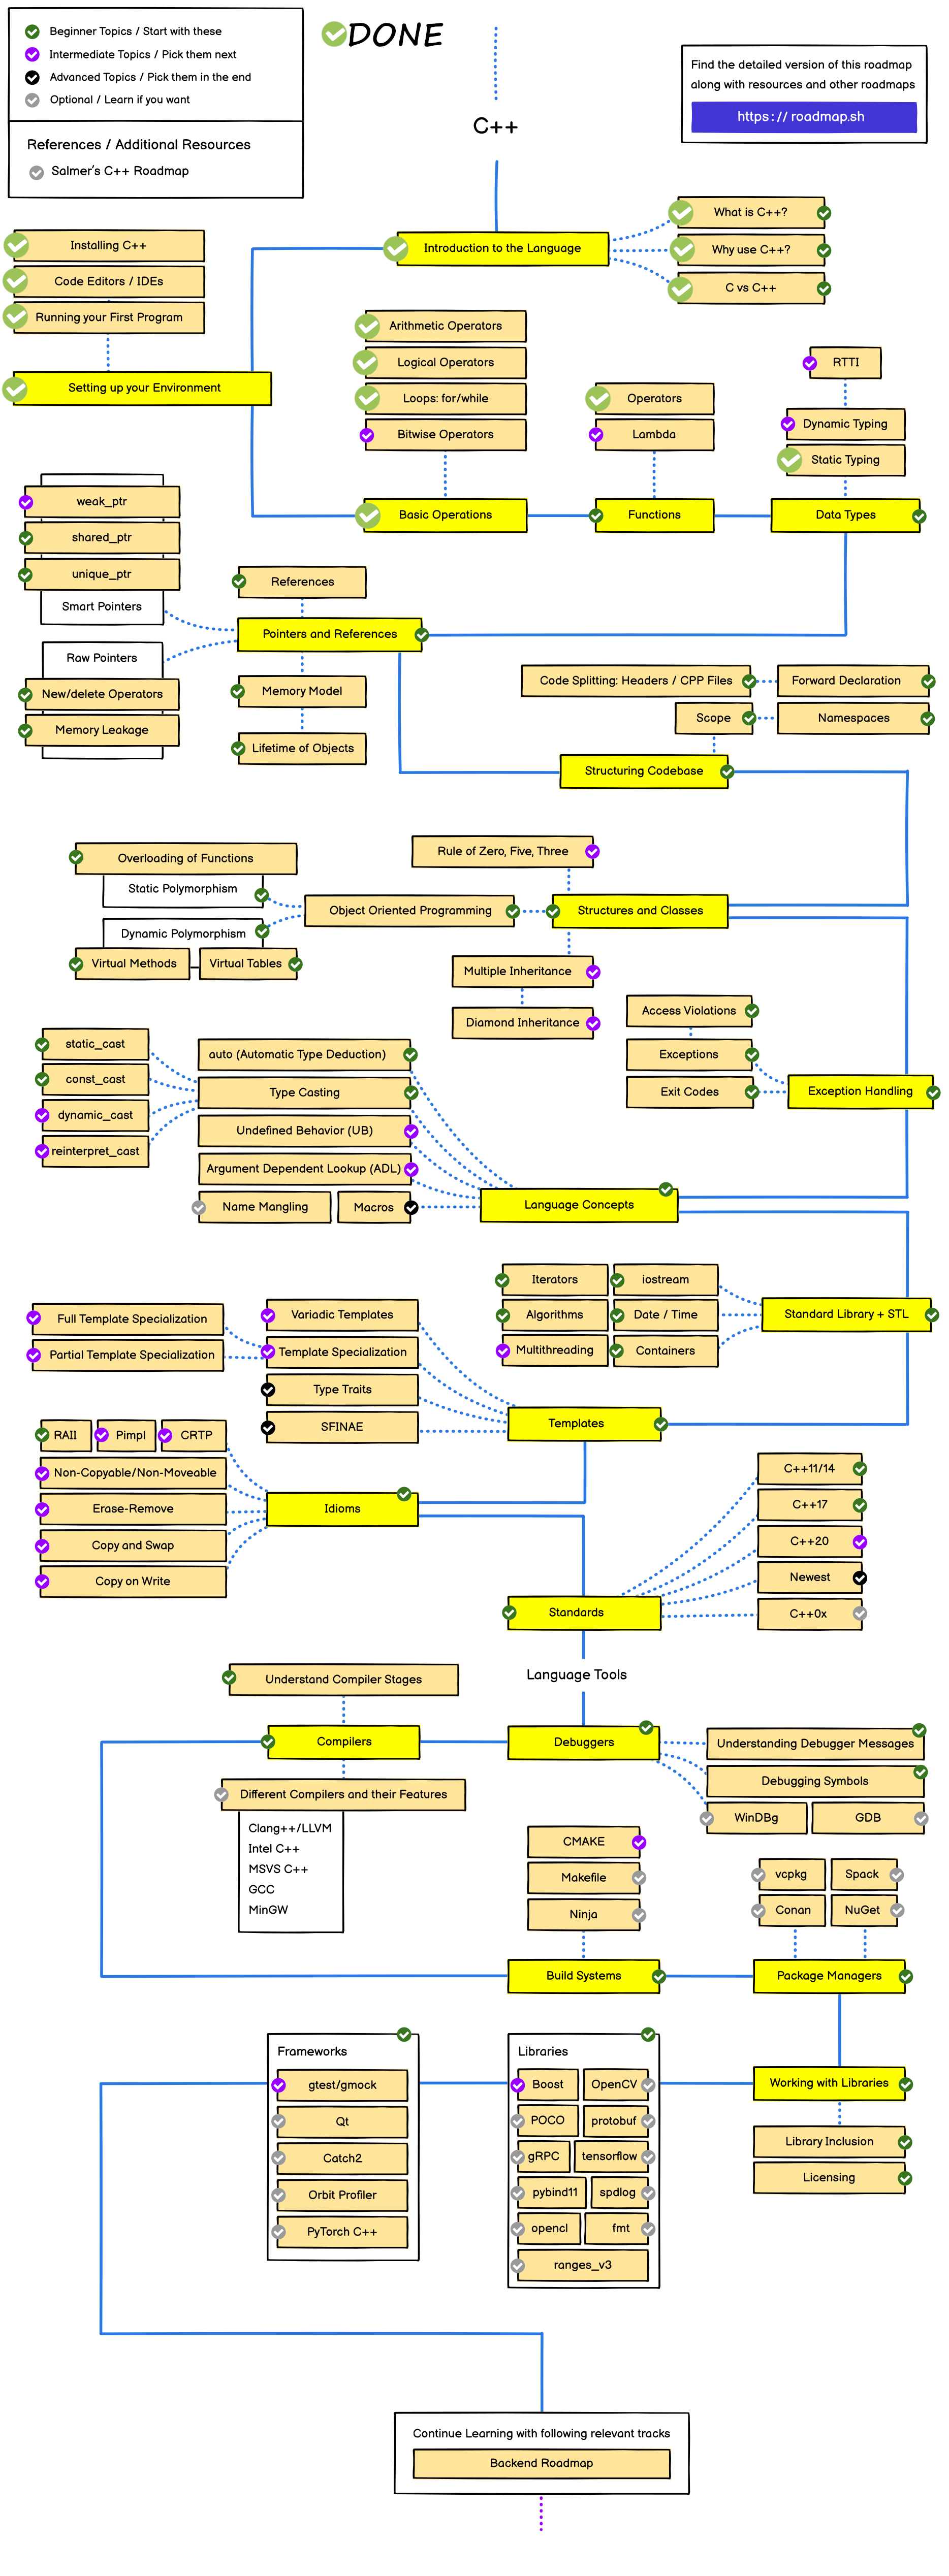 Beginner Topics / Start with these
Intermediate Topics / Pick them next
Advanced Topics / Pick them in the end
Optional / Learn if you want
References / Additional Resources
Salmer's C++ Roadmap
DONE
Find the detailed version of this roadmap
along with resources and other roadmaps
https://roadmap.sh
C++
Introduction to the Language
What is C++?
Why use C++?
C vs C++
Installing C++
Code Editors / IDEs
Running your First Program
Setting up your Environment
Arithmetic Operators
Logical Operators
Loops: for/while
Bitwise Operators
Basic Operations
Operators
Lambda
Functions
RTTI
Dynamic Typing
Static Typing
Data Types
weak_ptr
shared_ptr
unique_ptr
Smart Pointers
Raw Pointers
New/delete Operators
Memory Leakage
References
Pointers and References
Memory Model
Lifetime of Objects
Code Splitting: Headers / CPP Files
Forward Declaration
Scope
Namespaces
Structuring Codebase
Rule of Zero, Five, Three
Overloading of Functions
Static Polymorphism
Dynamic Polymorphism
Virtual Methods
Virtual Tables
Object Oriented Programming
Structures and Classes
Multiple Inheritance
Diamond Inheritance
Access Violations
Exceptions
Exit Codes
Exception Handling
static_cast
const_cast
dynamic_cast
reinterpret_cast
auto (Automatic Type Deduction)
Type Casting
Undefined Behavior (UB)
Argument Dependent Lookup (ADL)
Name Mangling
Macros
Language Concepts
Iterators
iostream
Algorithms
Date / Time
Multithreading
Containers
Standard Library + STL
Full Template Specialization
Partial Template Specialization
Variadic Templates
Template Specialization
Type Traits
SFINAE
Templates
RAII
Pimpl
CRTP
Non-Copyable/Non-Moveable
Erase-Remove
Copy and Swap
Copy on Write
Idioms
C++11/14
C++17
C++20
Newest
C++0x
Standards
Language Tools
Understand Compiler Stages
Compilers
Different Compilers and their Features
Clang++/LLVM
Intel C++
MSVS C++
GCC
MinGW
Debuggers
Understanding Debugger Messages
Debugging Symbols
WinDBg
GDB
CMAKE
Makefile
Ninja
Build Systems
vcpkg
Spack
Conan
NuGet
Package Managers
Frameworks
gtest/gmock
Qt
Catch2
Orbit Profiler
PyTorch C++
Libraries
Boost
OpenCV
POCO
protobuf
gRPC
tensorflow
pybind11
spdlog
opencl
fmt
ranges_v3
Working with Libraries
Library Inclusion
Licensing
Continue Learning with following relevant tracks
Backend Roadmap